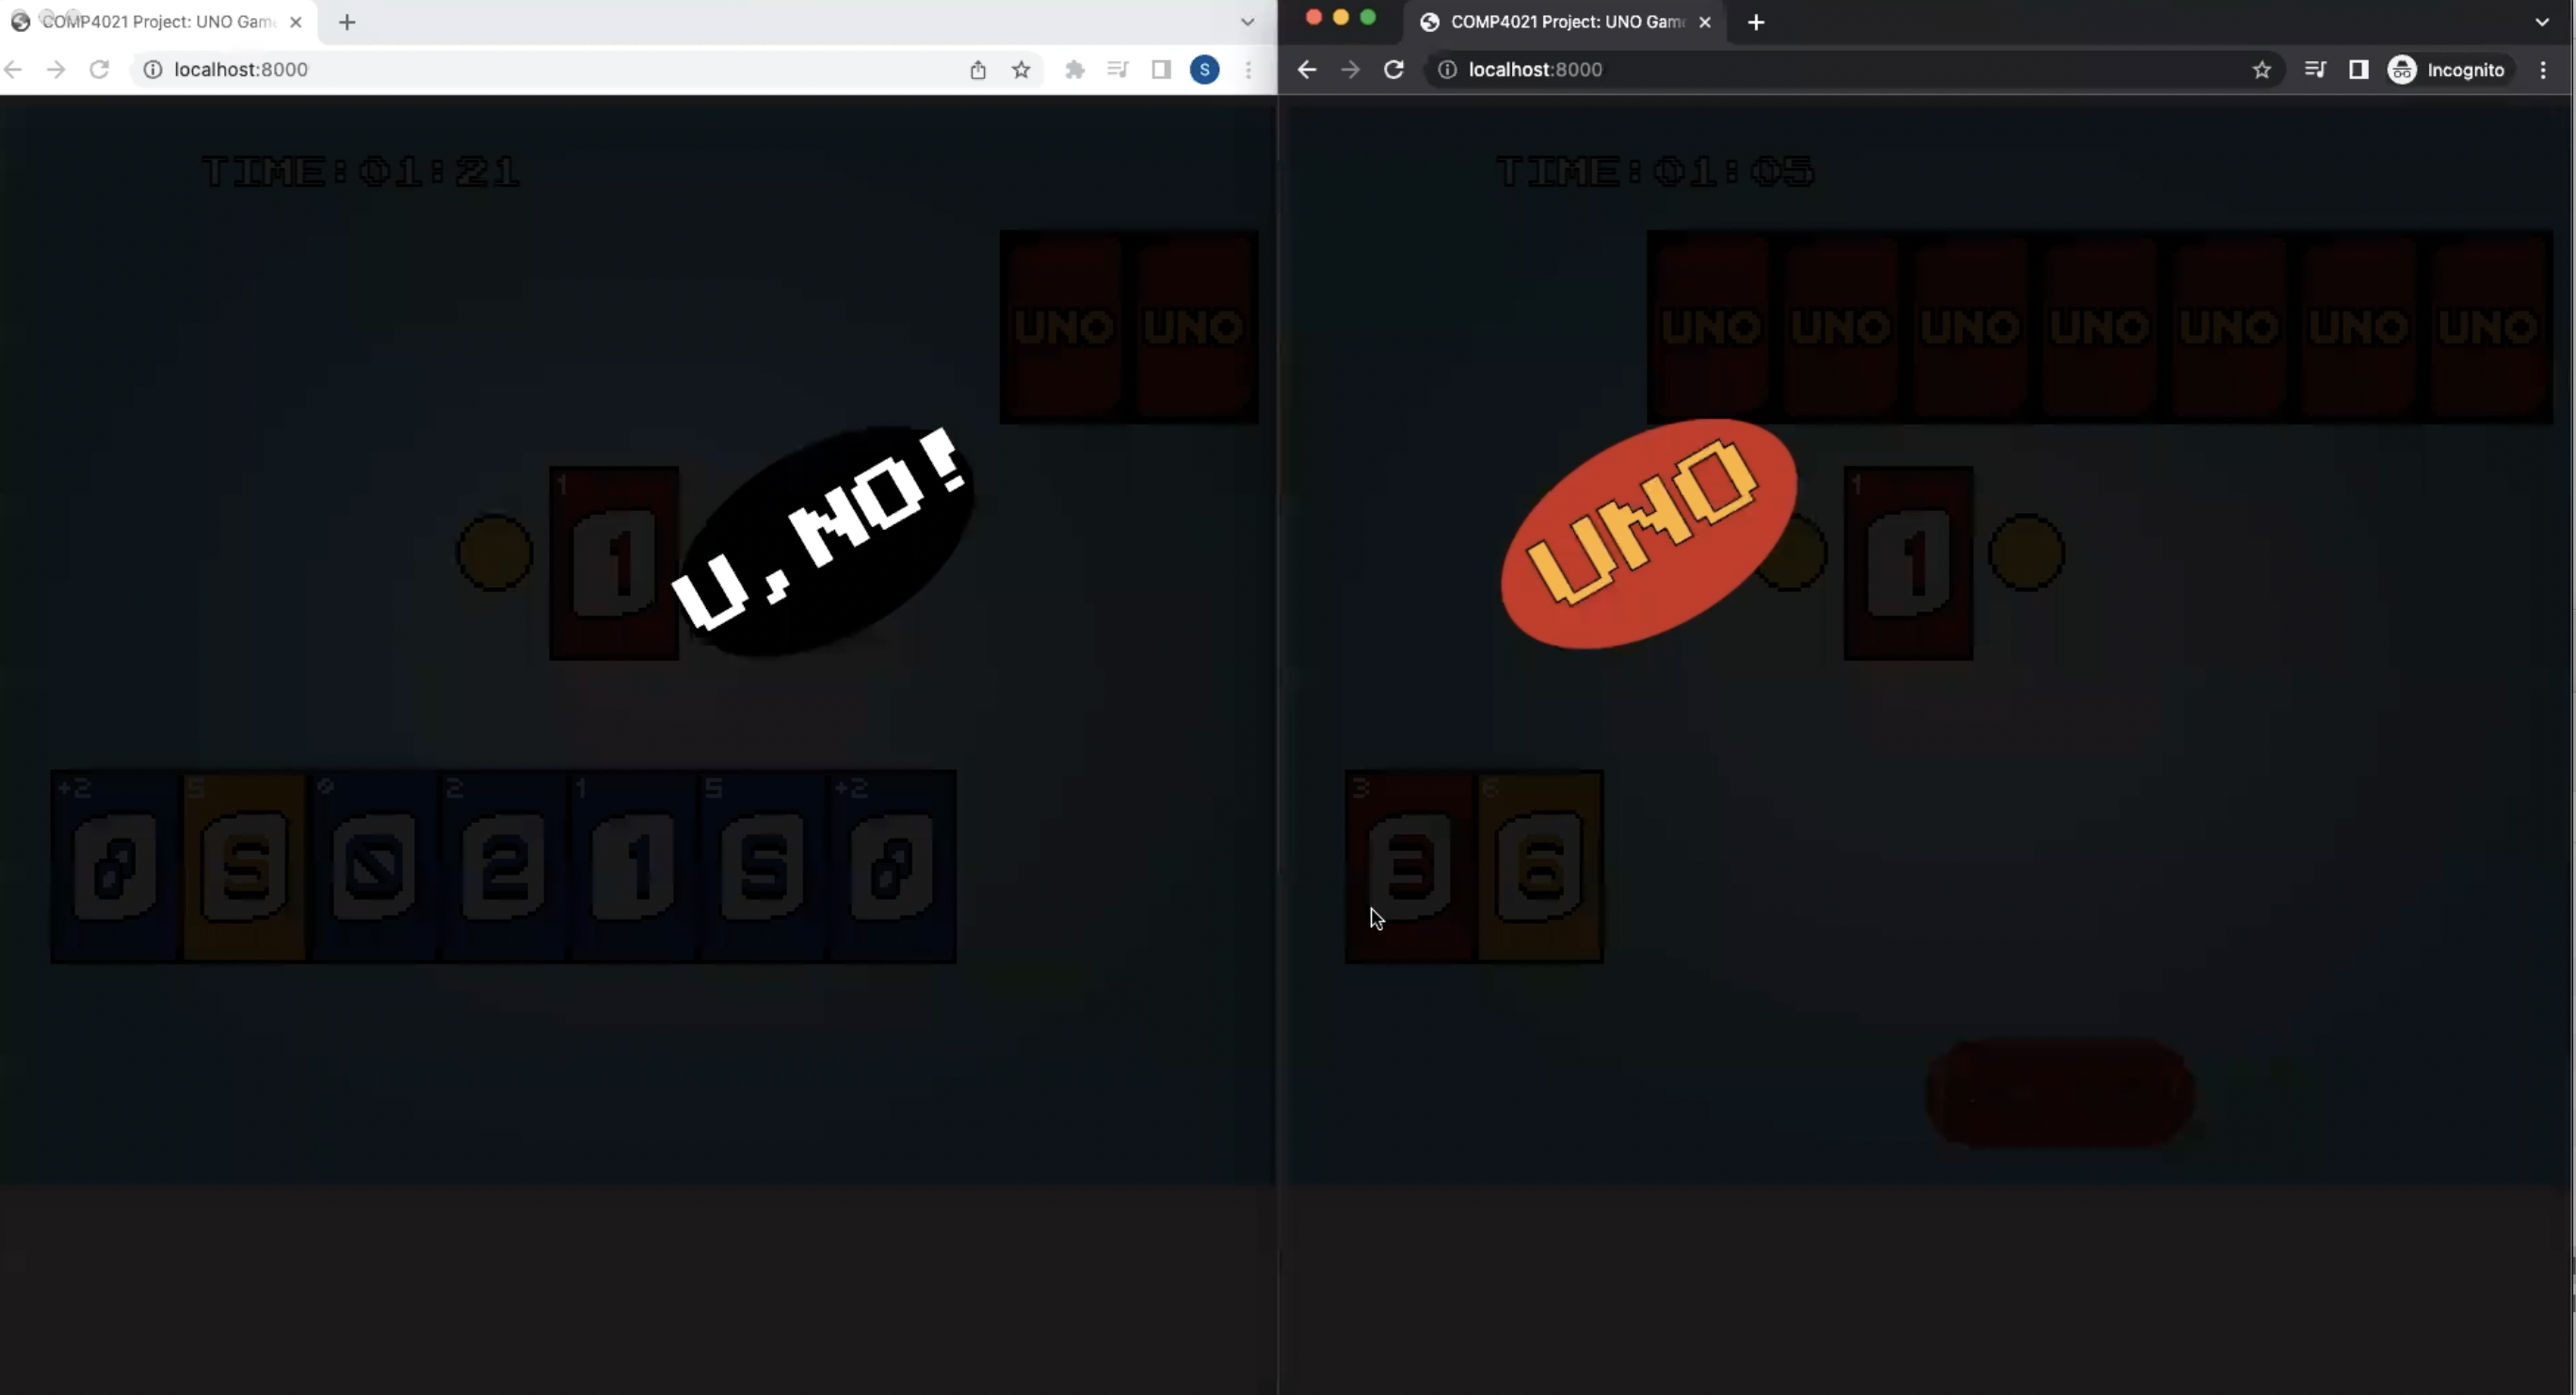 COMP4021 Project: UNO Gam
localhost:8000
S
TIME:01:21
UNO UNO
1
1
U,NO!
+2 S 0 2 1 5 +2
S 0 2 1 5
COMP4021 Project: UNO Gam
localhost:8000
Incognito
TIME:01:05
UNO UNO UNO UNO UNO UNO UNO
UNO
1
1
3 6
3 6